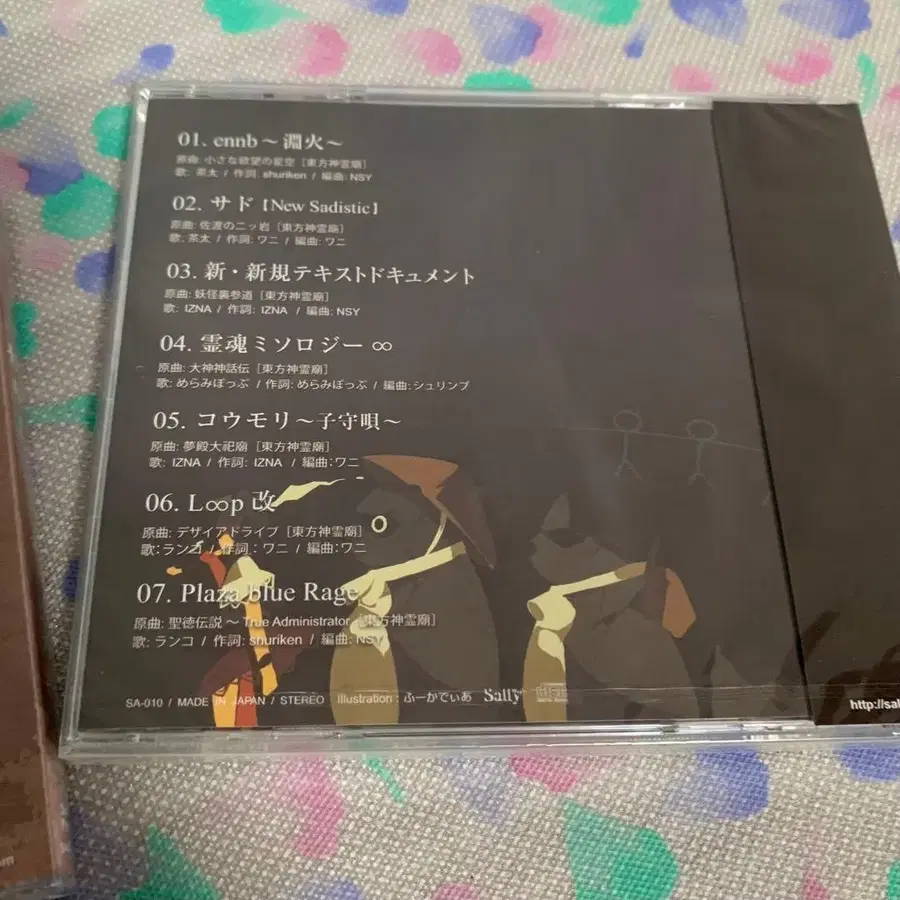 01. ennb～淵火～
原曲: 小さな欲望の星空［東方神霊廟］
歌: 茶太 / 作詞: shuriken / 編曲: NSY
02. サド【New Sadistic】
原曲: 佐渡の二ッ岩［東方神霊廟］
歌: 茶太 / 作詞: ワニ / 編曲: ワニ
03. 新・新規テキストドキュメント
原曲: 妖怪裏参道［東方神霊廟］
歌: IZNA / 作詞: IZNA / 編曲: NSY
04. 霊魂ミソロジー ∞
原曲: 大神神話伝［東方神霊廟］
歌: めらみぽっぷ / 作詞: めらみぽっぷ / 編曲: シュリンプ
05. コウモリ～子守唄～
原曲: 夢殿大祀廟［東方神霊廟］
歌: IZNA / 作詞: IZNA / 編曲: ワニ
06. L∞p 改
原曲: デザイアドライブ［東方神霊廟］
歌: ランコ / 作詞: ワニ / 編曲: ワニ
07. Plaza blue Rage
原曲: 聖徳伝説～True Administrator［東方神霊廟］
歌: ランコ / 作詞: shuriken / 編曲: NSY
SA-010 / MADE IN JAPAN / STEREO Illustration : ふーかでぃあ Sally
http://sal
om